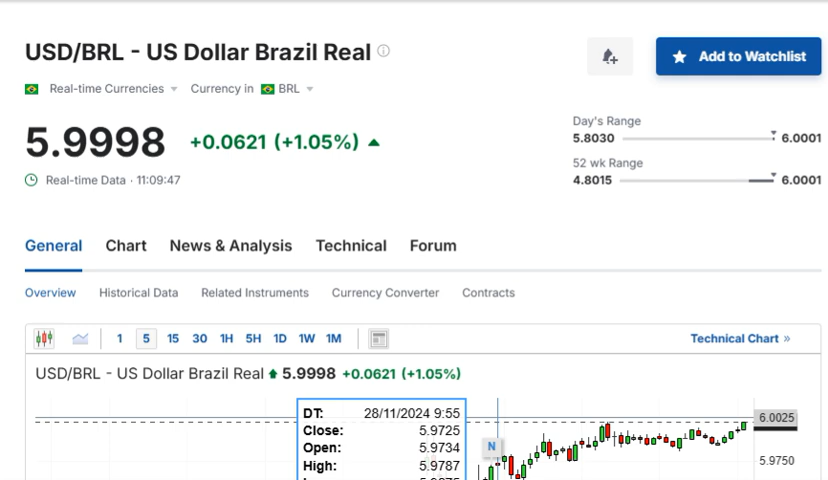 USD/BRL - US Dollar Brazil Real
Add to Watchlist
Real-time Currencies Currency in BRL
5.9998 +0.0621 (+1.05%)
Real-time Data · 11:09:47
Day's Range
5.8030 6.0001
52 wk Range
4.8015 6.0001
General Chart News & Analysis Technical Forum
Overview Historical Data Related Instruments Currency Converter Contracts
1 5 15 30 1H 5H 1D 1W 1M Technical Chart »
USD/BRL - US Dollar Brazil Real 5.9998 +0.0621 (+1.05%)
DT: 28/11/2024 9:55
Close: 5.9725
Open: 5.9734
High: 5.9787
N
6.0025
5.9750